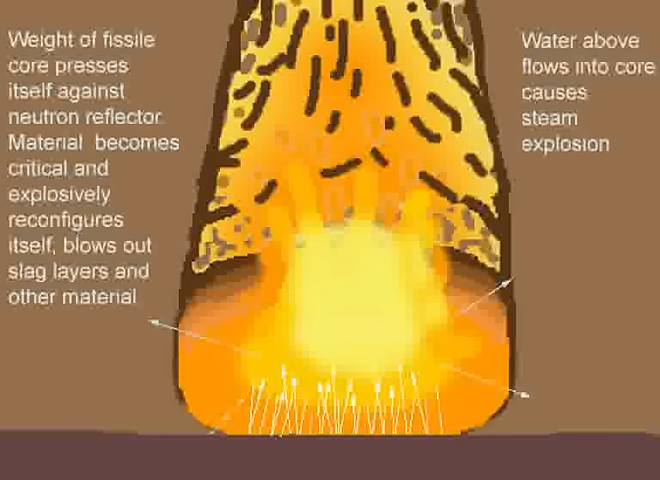 Weight of fissile
core presses
itself against
neutron reflector.
Material becomes
critical and
explosively
reconfigures
itself, blows out
slag layers and
other material
Water above
flows into core
causes
steam
explosion